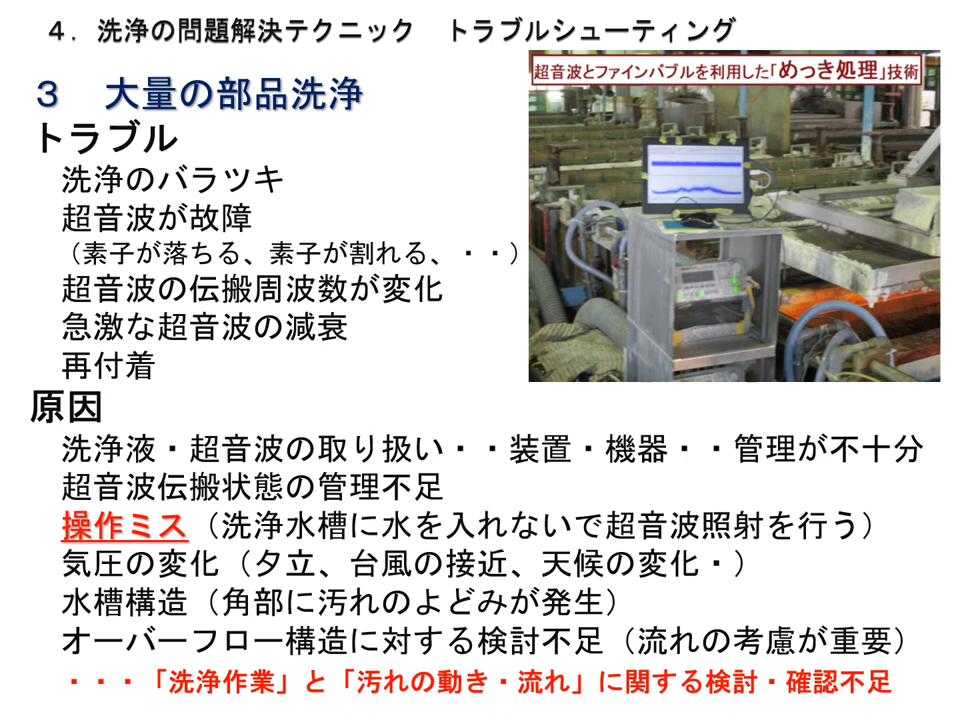 ４．洗浄の問題解決テクニック　トラブルシューティング
超音波とファインバブルを利用した「めっき処理」技術
３　大量の部品洗浄
トラブル
洗浄のバラツキ
超音波が故障
（素子が落ちる、素子が割れる、・・）
超音波の伝搬周波数が変化
急激な超音波の減衰
再付着
原因
洗浄液・超音波の取り扱い・・装置・機器・・管理が不十分
超音波伝搬状態の管理不足
操作ミス（洗浄水槽に水を入れないで超音波照射を行う）
気圧の変化（夕立、台風の接近、天候の変化・）
水槽構造（角部に汚れのよどみが発生）
オーバーフロー構造に対する検討不足（流れの考慮が重要）
・・・「洗浄作業」と「汚れの動き・流れ」に関する検討・確認不足